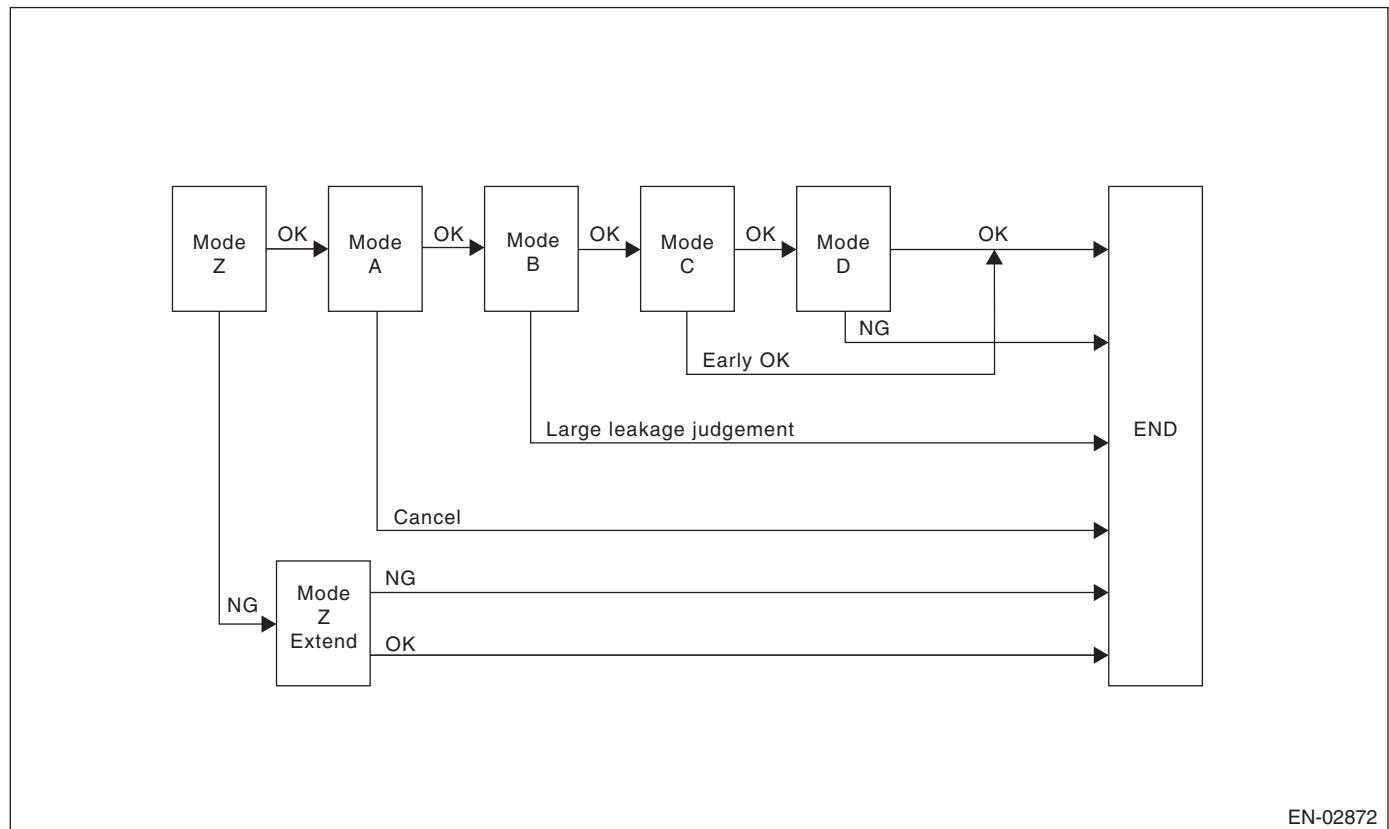 Mode
Z
OK
Mode
A
OK
Mode
B
OK
Mode
C
OK
Mode
D
OK
NG
Early OK
Large leakage judgement
END
Cancel
NG
Mode
Z
Extend
NG
OK
EN-02872